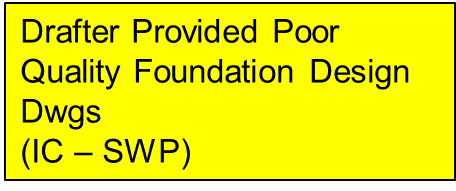 Drafter Provided Poor
Quality Foundation Design
Dwgs
(IC – SWP)